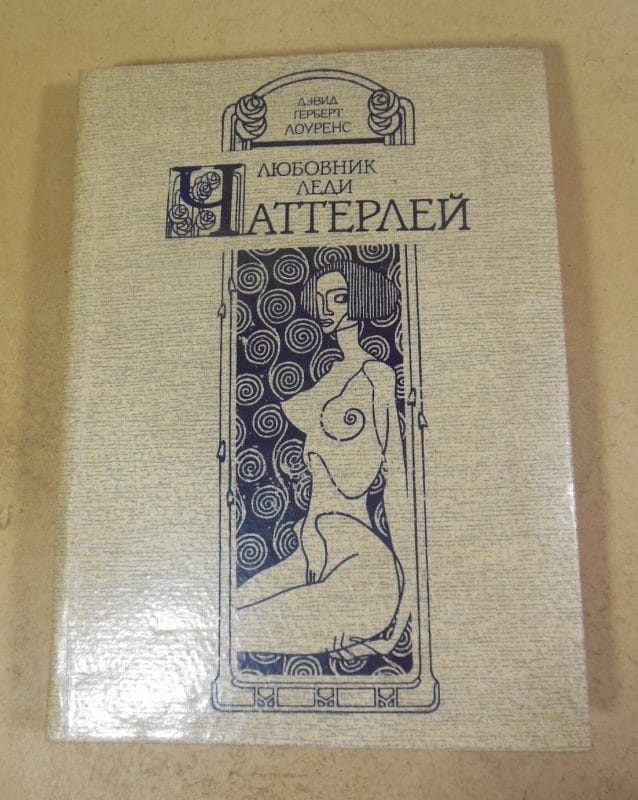 ДЭВИД
ГЕРБЕРТ
ЛОУРЕНС
ЛЮБОВНИК
ЛЕДИ
ЧАТТЕРЛЕЙ